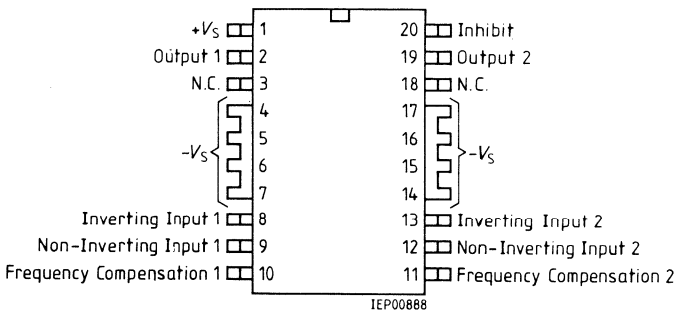 +VS 1 20 Inhibit
Output 1 2 19 Output 2
N.C. 3 18 N.C.
4 17
5 16
-VS -VS
6 15
7 14
Inverting Input 1 8 13 Inverting Input 2
Non-Inverting Input 1 9 12 Non-Inverting Input 2
Frequency Compensation 1 10 11 Frequency Compensation 2
IEP00888